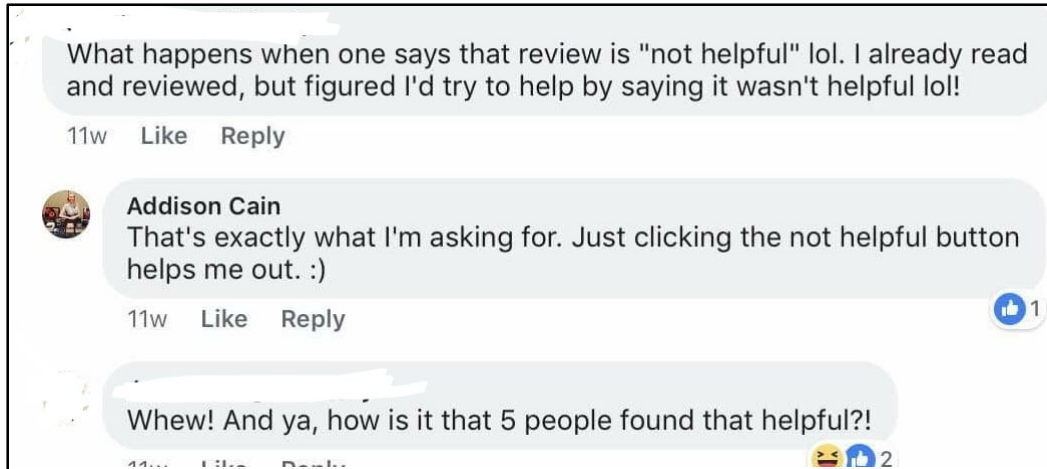 What happens when one says that review is "not helpful" lol. I already read
and reviewed, but figured I'd try to help by saying it wasn't helpful lol!
11w Like Reply
Addison Cain
That's exactly what I'm asking for. Just clicking the not helpful button
helps me out. :)
11w Like Reply
1
Whew! And ya, how is it that 5 people found that helpful?!
11w Like Reply
2